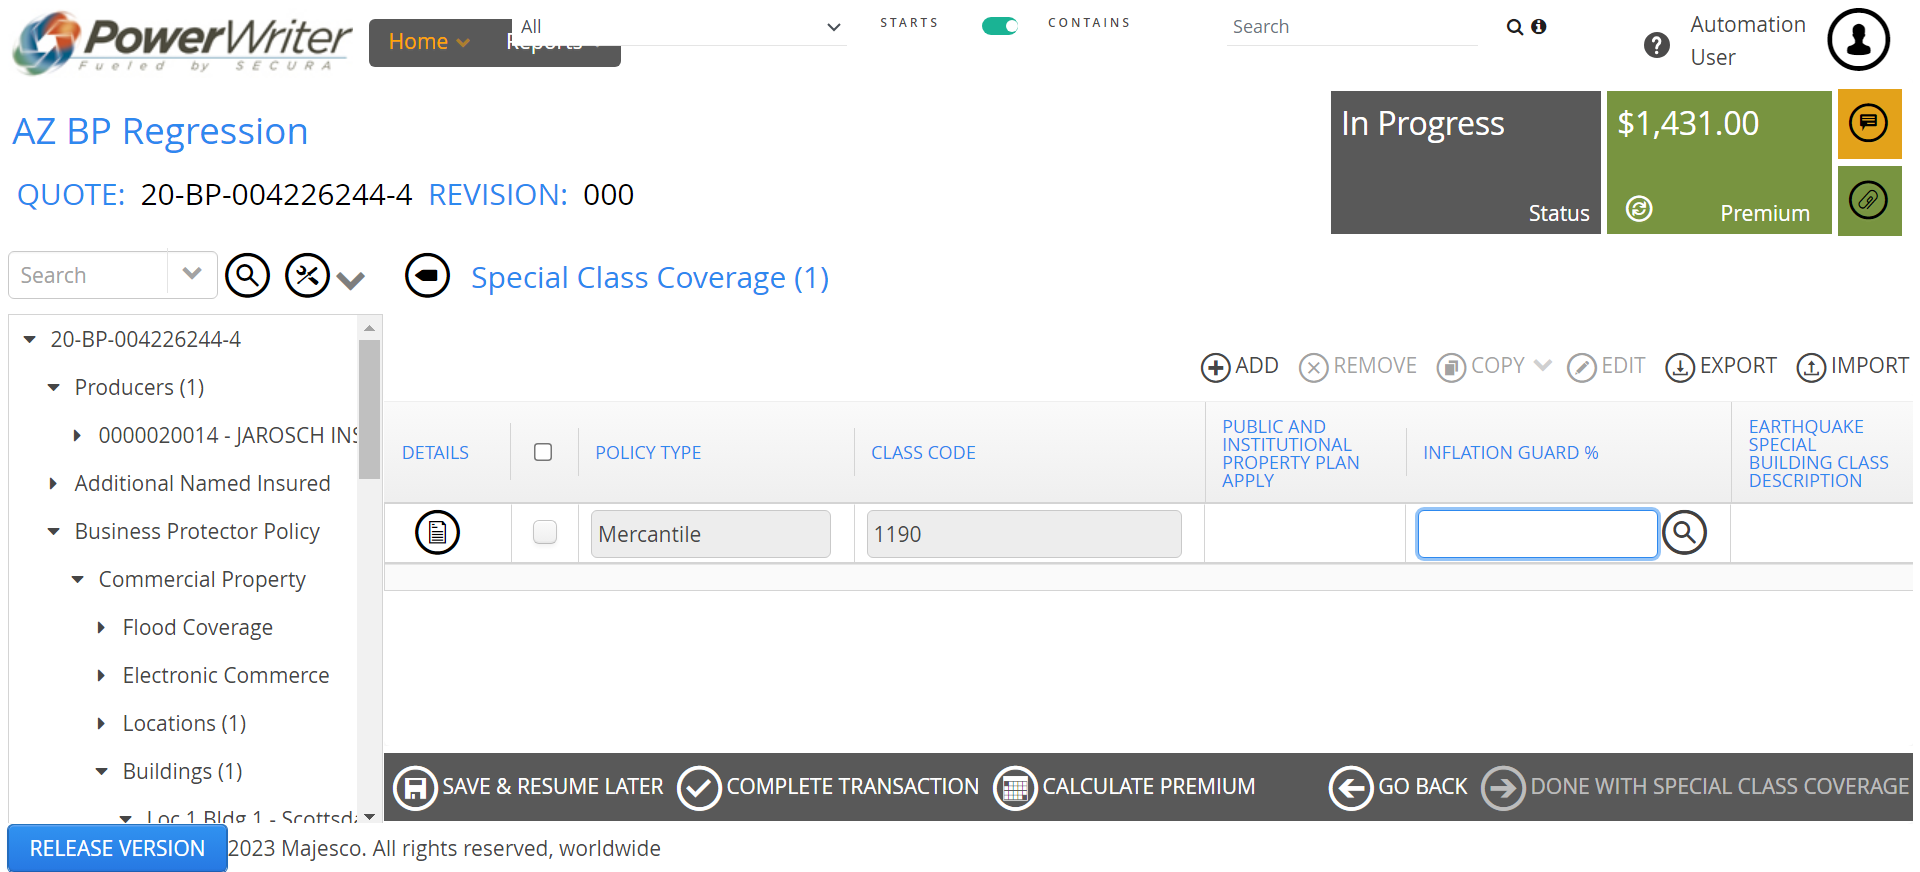 PowerWriter
Fueled by SECURA
Home
Reports
All
STARTS
CONTAINS
Search
Automation
User
AZ BP Regression
QUOTE: 20-BP-004226244-4 REVISION: 000
In Progress
Status
$1,431.00
Premium
Search
Special Class Coverage (1)
20-BP-004226244-4
Producers (1)
0000020014 - JAROSCH INS
Additional Named Insured
Business Protector Policy
Commercial Property
Flood Coverage
Electronic Commerce
Locations (1)
Buildings (1)
Loc 1 Bldg 1 - Scottsda
ADD REMOVE COPY EDIT EXPORT IMPORT
DETAILS
POLICY TYPE
CLASS CODE
PUBLIC AND
INSTITUTIONAL
PROPERTY PLAN
APPLY
INFLATION GUARD %
EARTHQUAKE
SPECIAL
BUILDING CLASS
DESCRIPTION
Mercantile
1190
SAVE & RESUME LATER COMPLETE TRANSACTION CALCULATE PREMIUM GO BACK DONE WITH SPECIAL CLASS COVERAGE
RELEASE VERSION
2023 Majesco. All rights reserved, worldwide